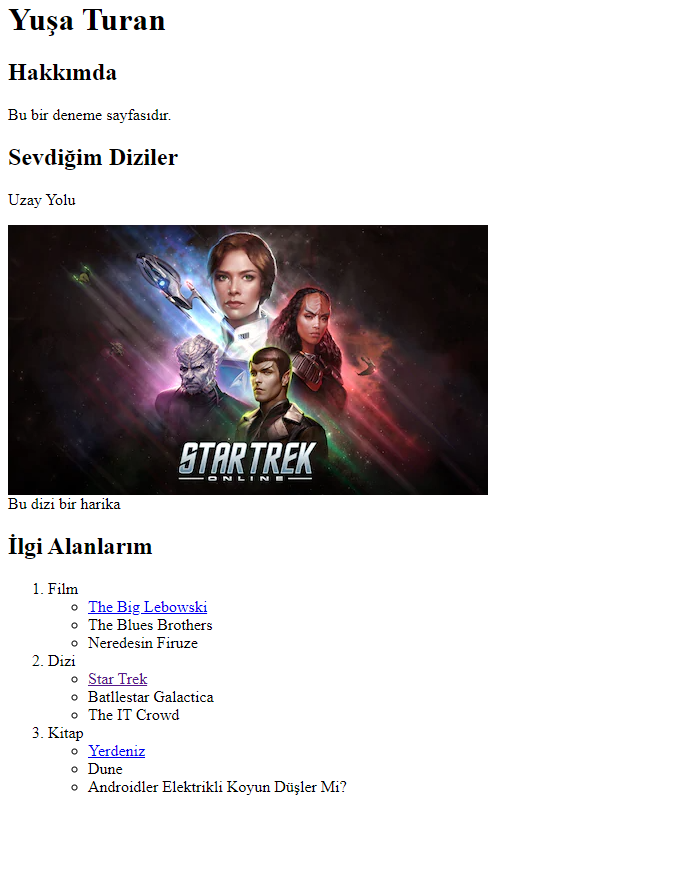 Yuşa Turan
Hakkımda
Bu bir deneme sayfasıdır.
Sevdiğim Diziler
Uzay Yolu
STAR TREK
ONLINE
Bu dizi bir harika
İlgi Alanlarım
1. Film
The Big Lebowski
The Blues Brothers
Neredesin Firuze
2. Dizi
Star Trek
Batllestar Galactica
The IT Crowd
3. Kitap
Yerdeniz
Dune
Androidler Elektrikli Koyun Düşler Mi?